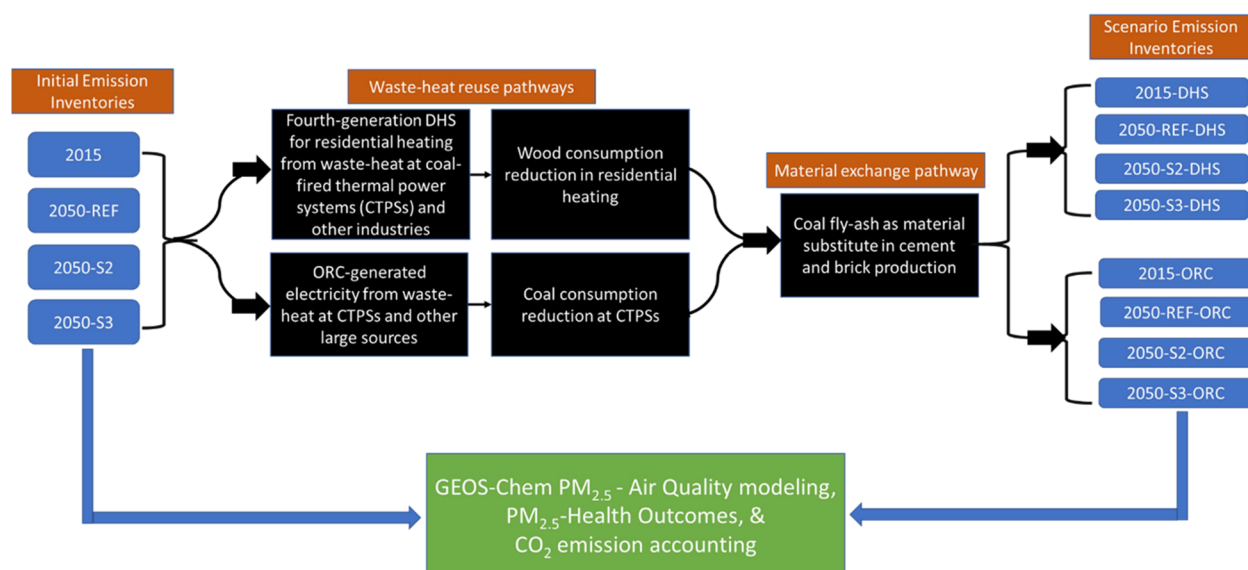 Initial Emission
Inventories
2015
2050-REF
2050-S2
2050-S3
Waste-heat reuse pathways
Fourth-generation DHS
for residential heating
from waste-heat at coal-
fired thermal power
systems (CTPSs) and
other industries
Wood consumption
reduction in residential
heating
ORC-generated
electricity from waste-
heat at CTPSs and other
large sources
Coal consumption
reduction at CTPSs
Material exchange pathway
Coal fly-ash as material
substitute in cement
and brick production
Scenario Emission
Inventories
2015-DHS
2050-REF-DHS
2050-S2-DHS
2050-S3-DHS
2015-ORC
2050-REF-ORC
2050-S2-ORC
2050-S3-ORC
GEOS-Chem PM2.5 - Air Quality modeling,
PM2.5-Health Outcomes, &
CO2 emission accounting